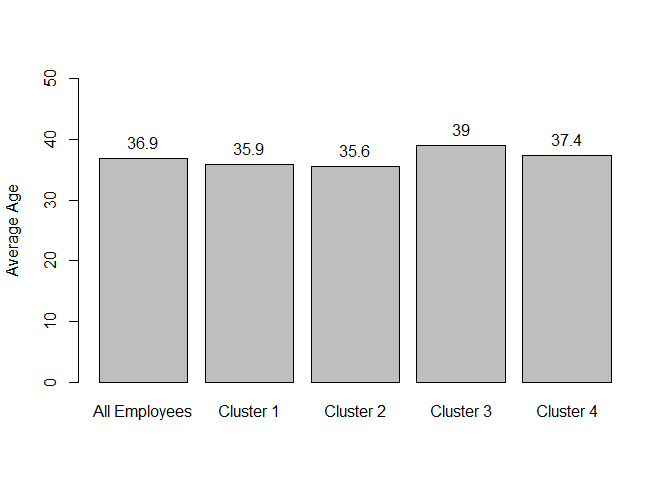 Average Age
50
40
30
20
10
0
36.9
35.9
35.6
39
37.4
All Employees
Cluster 1
Cluster 2
Cluster 3
Cluster 4